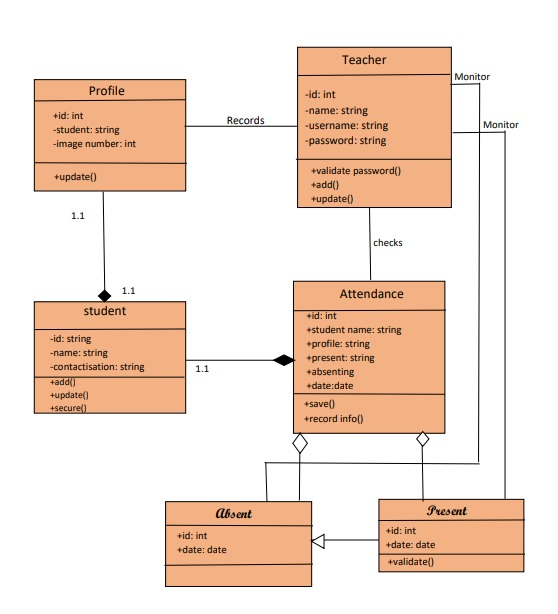 Teacher
-id: int
-name: string
-username: string
-password: string
+validate password()
+add()
+update()
Monitor
Monitor
Profile
+id: int
-student: string
-image number: int
+update()
Records
1.1
1.1
checks
student
-id: string
-name: string
-contactisation: string
+add()
+update()
+secure()
1.1
Attendance
+id: int
+student name: string
+profile: string
+present: string
+absenting
+date:date
+save()
+record info()
Absent
+id: int
+date: date
Present
+id: int
+date: date
+validate()